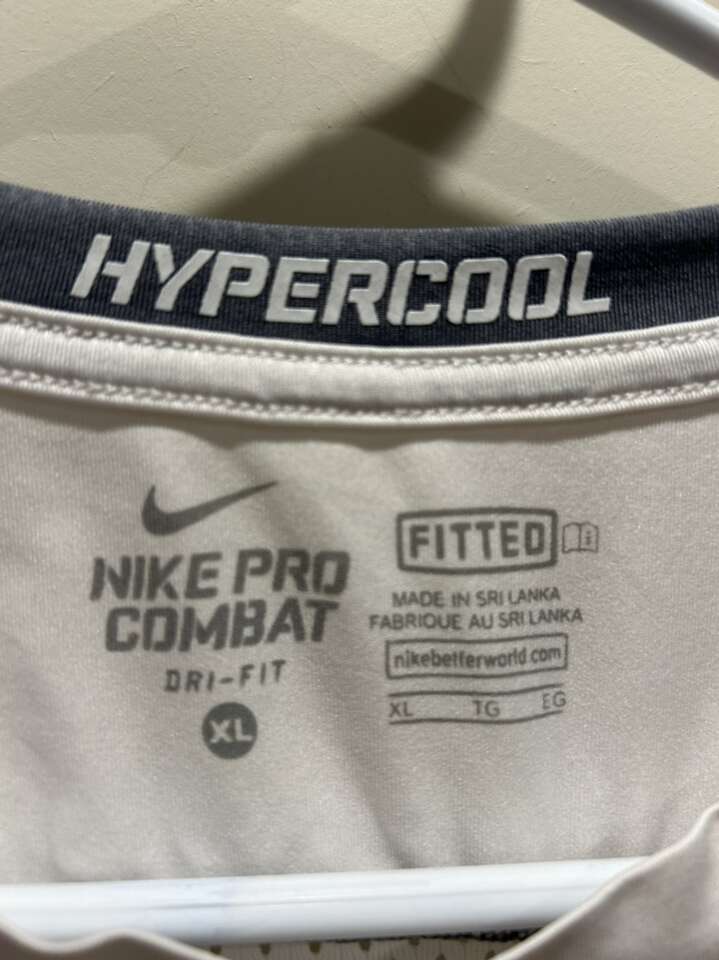 HYPERCOOL
NIKE PRO
COMBAT
DRI-FIT
XL
FITTED
MADE IN SRI LANKA
FABRIQUE AU SRI LANKA
nikebetterworld.com
XL TG EG